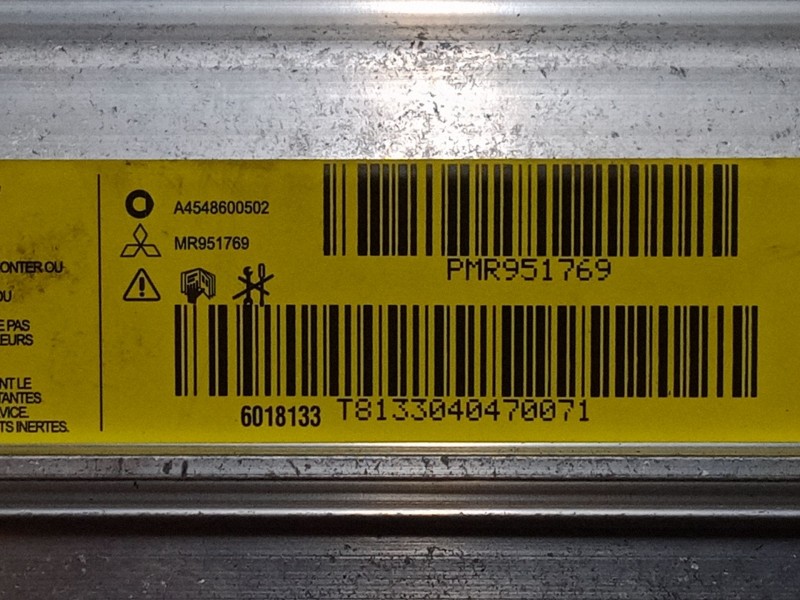 ONTER OU
OU
E PAS
EURS
NT LE
TANTES
VICE.
TS INERTES.
A4548600502
MR951769
PMR951769
6018133 T8133040470071